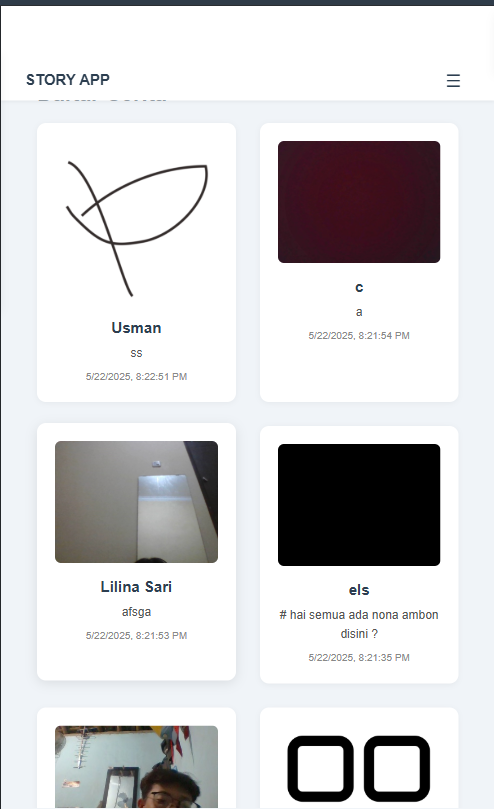 STORY APP
Usman
ss
5/22/2025, 8:22:51 PM
c
a
5/22/2025, 8:21:54 PM
Lilina Sari
afsga
5/22/2025, 8:21:53 PM
els
# hai semua ada nona ambon
disini ?
5/22/2025, 8:21:35 PM